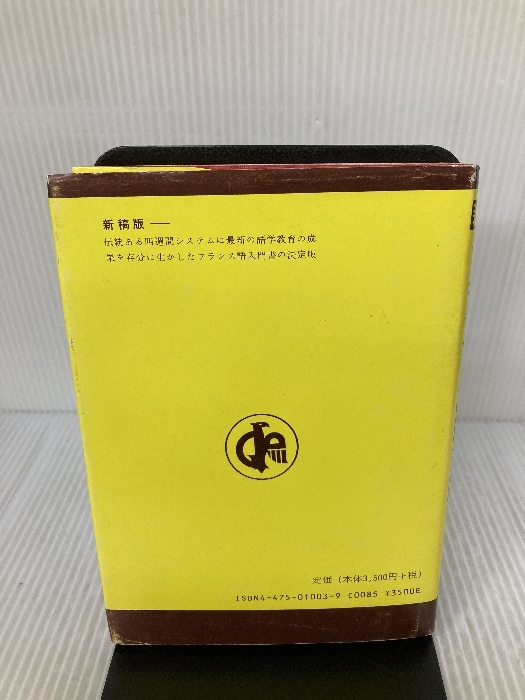 新稿版 ——
伝統ある四週間システムに最新の語学教育の成
果を存分に生かしたフランス語入門書の決定版
定価（本体3,500円+税）
ISBN4-475-01003-9 C0085 ¥3500E